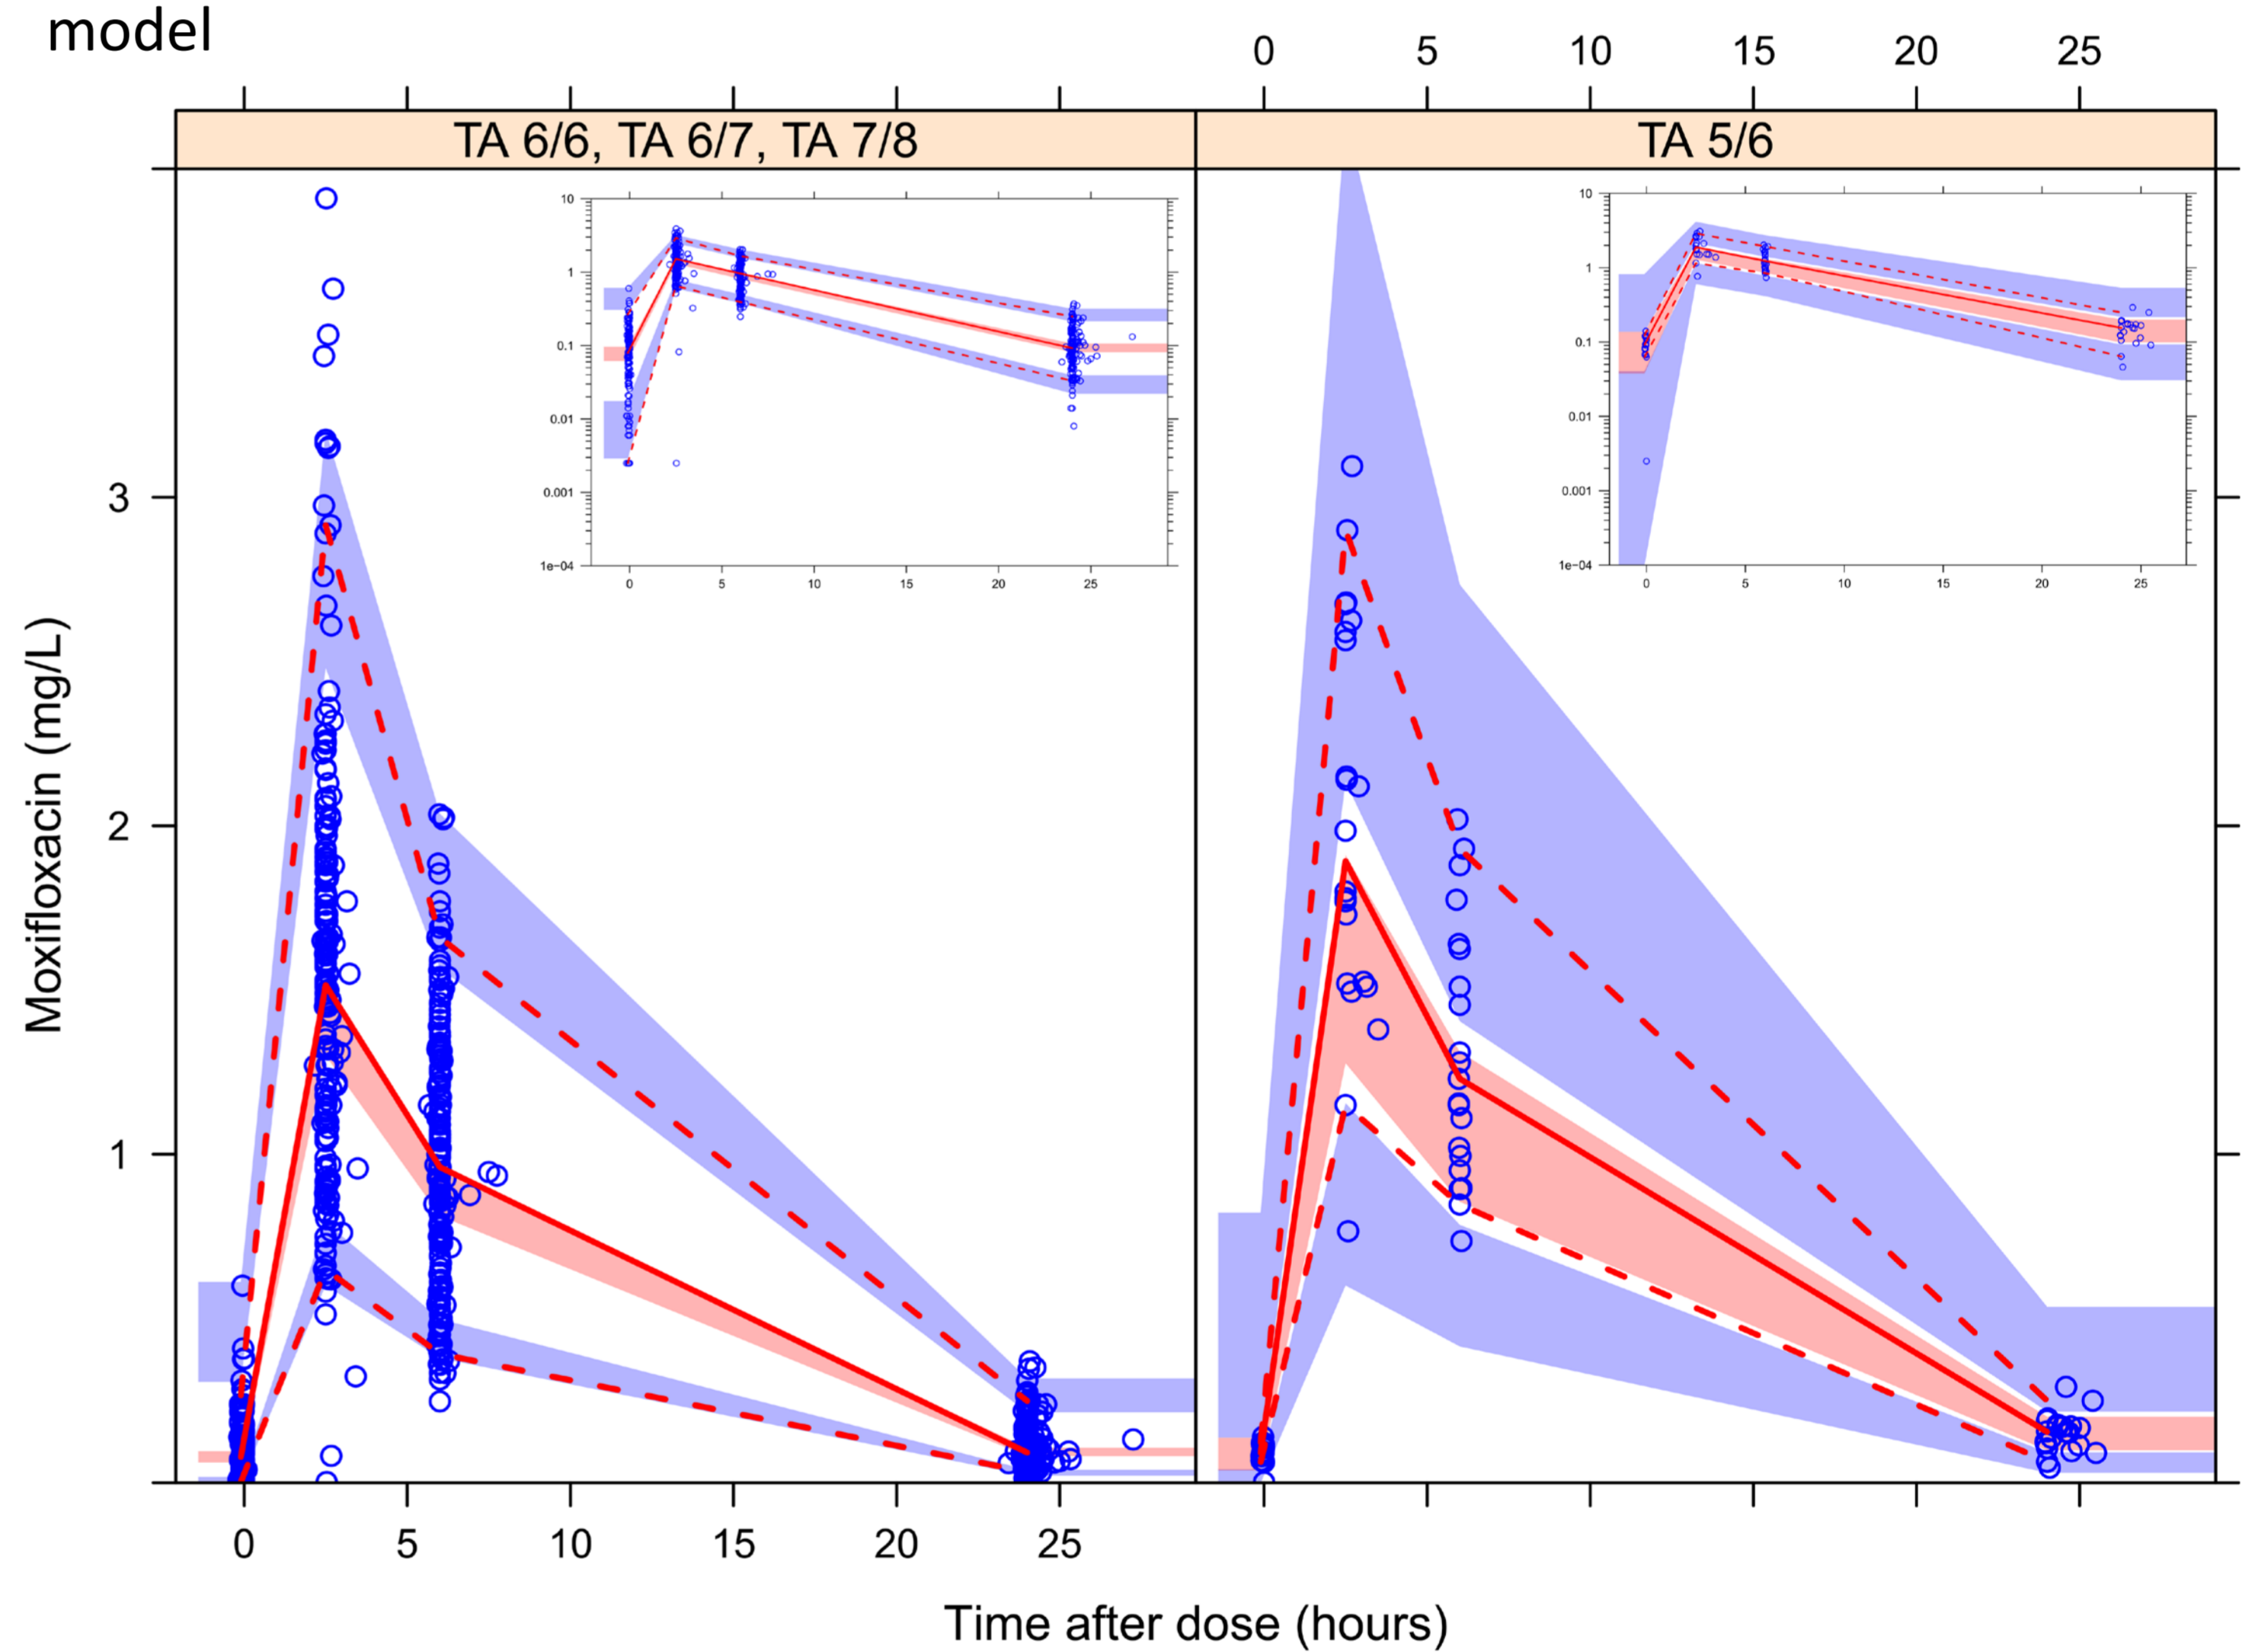 model
0 5 10 15 20 25
TA 6/6, TA 6/7, TA 7/8
TA 5/6
10
1
0.1
0.01
0.001
1e−04
0 5 10 15 20 25
10
1
0.1
0.01
0.001
1e−04
0 5 10 15 20 25
3
2
1
Moxifloxacin (mg/L)
0 5 10 15 20 25
Time after dose (hours)